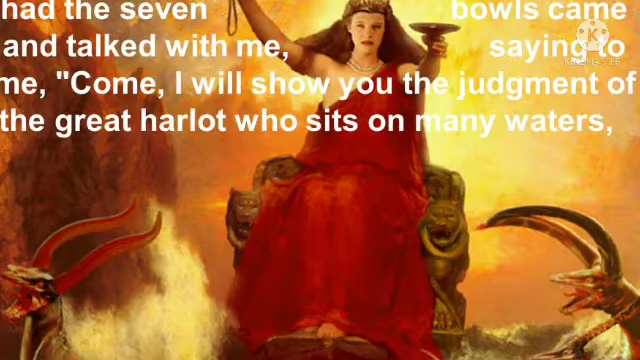 had the seven bowls came
and talked with me, saying to
me, "Come, I will show you the judgment of
the great harlot who sits on many waters,
KINEMASTER